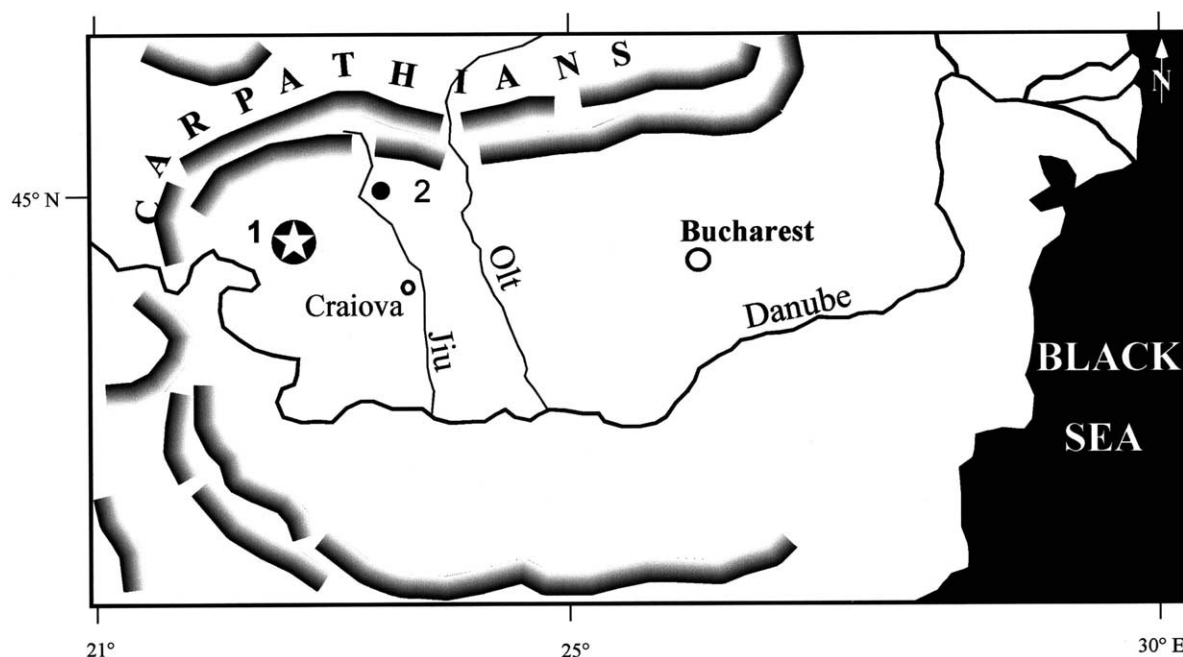 CARPATHIANS
N
45° N
2
1
Bucharest
Olt
Craiova
Danube
Jiu
BLACK
SEA
21°
25°
30° E